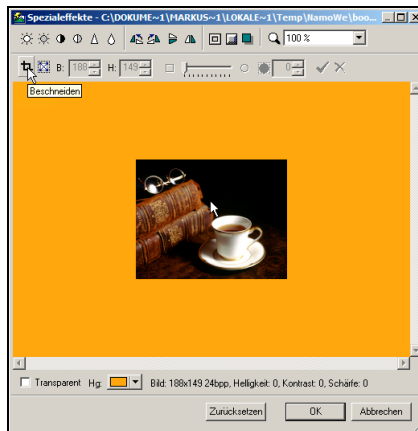 Spezialeffekte - C:\DOKUME~1\MARKUS~1\LOKALE~1\Temp\NamoWe\boo...
100 %
B: 188 H: 149 0
Beschneiden
Transparent Hg: Bild: 188x149 24bpp, Helligkeit: 0, Kontrast: 0, Schärfe: 0
Zurücksetzen OK Abbrechen